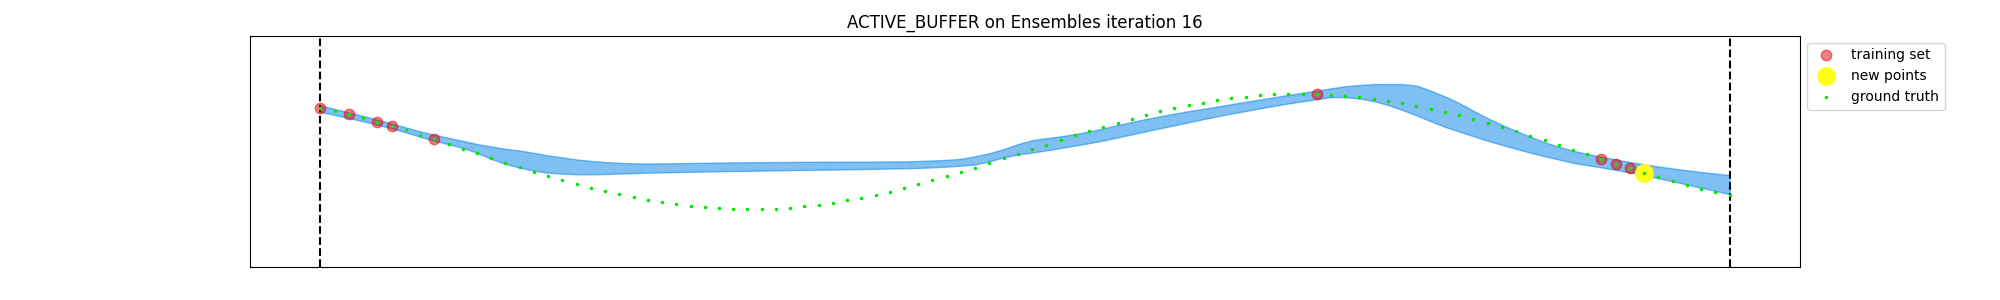 ACTIVE_BUFFER on Ensembles iteration 16
training set
new points
ground truth